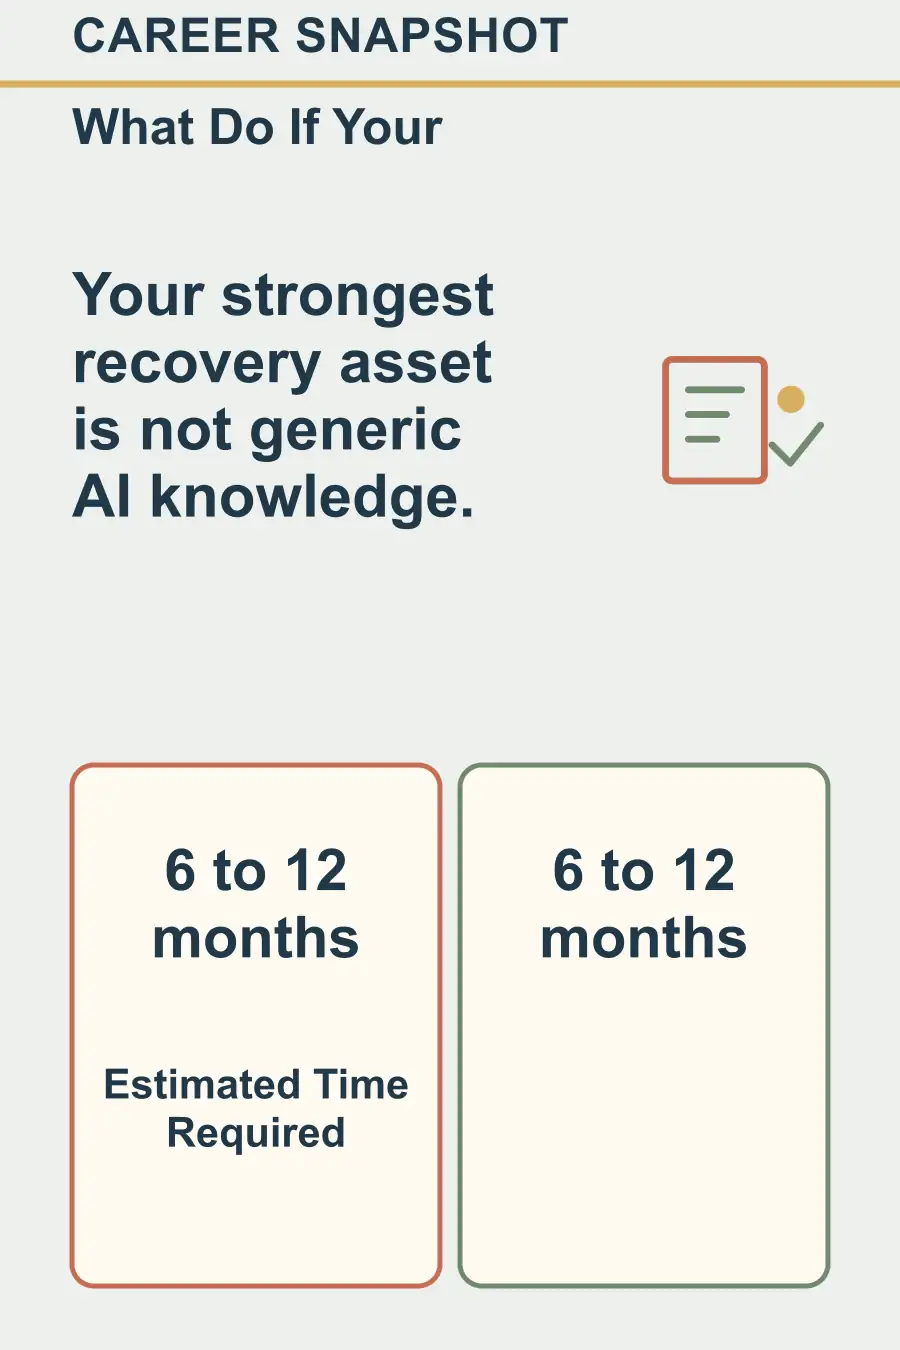 CAREER SNAPSHOT
What Do If Your
Your strongest
recovery asset
is not generic
AI knowledge.
6 to 12
months
Estimated Time
Required
6 to 12
months